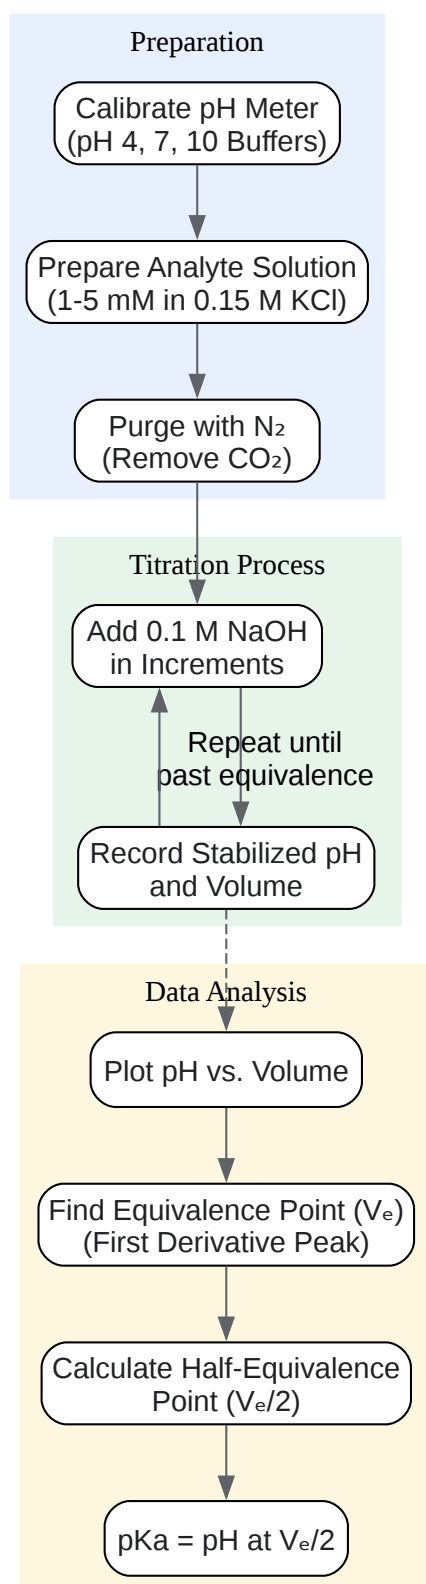 Preparation
Calibrate pH Meter
(pH 4, 7, 10 Buffers)
Prepare Analyte Solution
(1-5 mM in 0.15 M KCl)
Purge with N₂
(Remove CO₂)
Titration Process
Add 0.1 M NaOH
in Increments
Repeat until
past equivalence
Record Stabilized pH
and Volume
Data Analysis
Plot pH vs. Volume
Find Equivalence Point (Vₑ)
(First Derivative Peak)
Calculate Half-Equivalence
Point (Vₑ/2)
pKa = pH at Vₑ/2